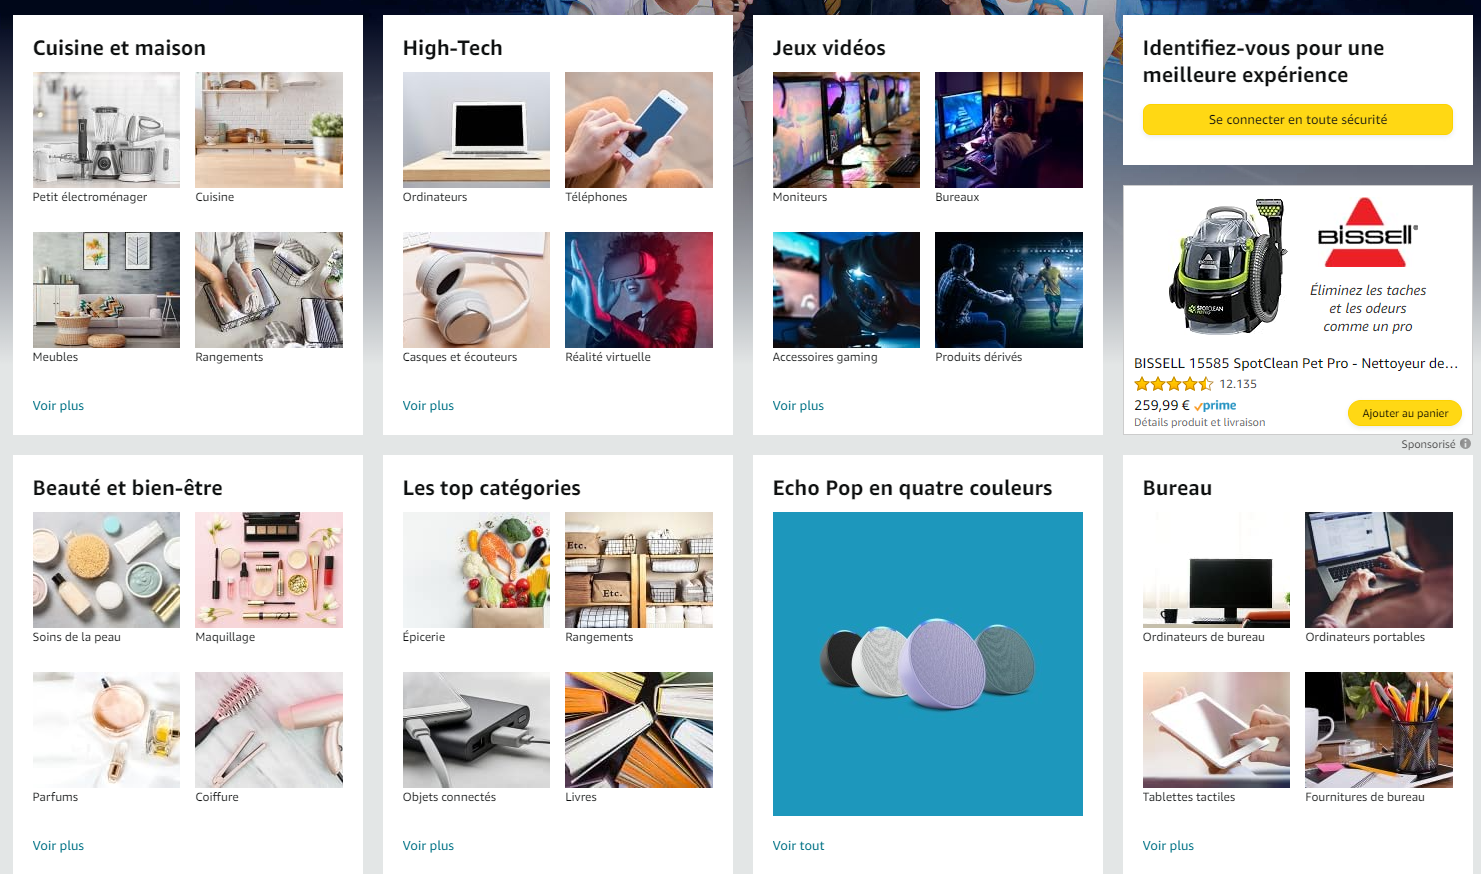 Cuisine et maison
Petit électroménager
Cuisine
Meubles
Rangements
Voir plus
High-Tech
Ordinateurs
Téléphones
Casques et écouteurs
Réalité virtuelle
Voir plus
Jeux vidéos
Moniteurs
Bureaux
Accessoires gaming
Produits dérivés
Voir plus
Identifiez-vous pour une
meilleure expérience
Se connecter en toute sécurité
BISSELL
SPOTCLEAN
BISSELL
Éliminez les taches
et les odeurs
comme un pro
BISSELL 15585 SpotClean Pet Pro - Nettoyeur de...
12.135
259,99 € prime
Détails produit et livraison
Ajouter au panier
Sponsorisé
Beauté et bien-être
Soins de la peau
Maquillage
Parfums
Coiffure
Voir plus
Les top catégories
Épicerie
Etc.
Etc.
Rangements
Objets connectés
Livres
Voir plus
Echo Pop en quatre couleurs
Voir tout
Bureau
Ordinateurs de bureau
Ordinateurs portables
Tablettes tactiles
Fournitures de bureau
Voir plus